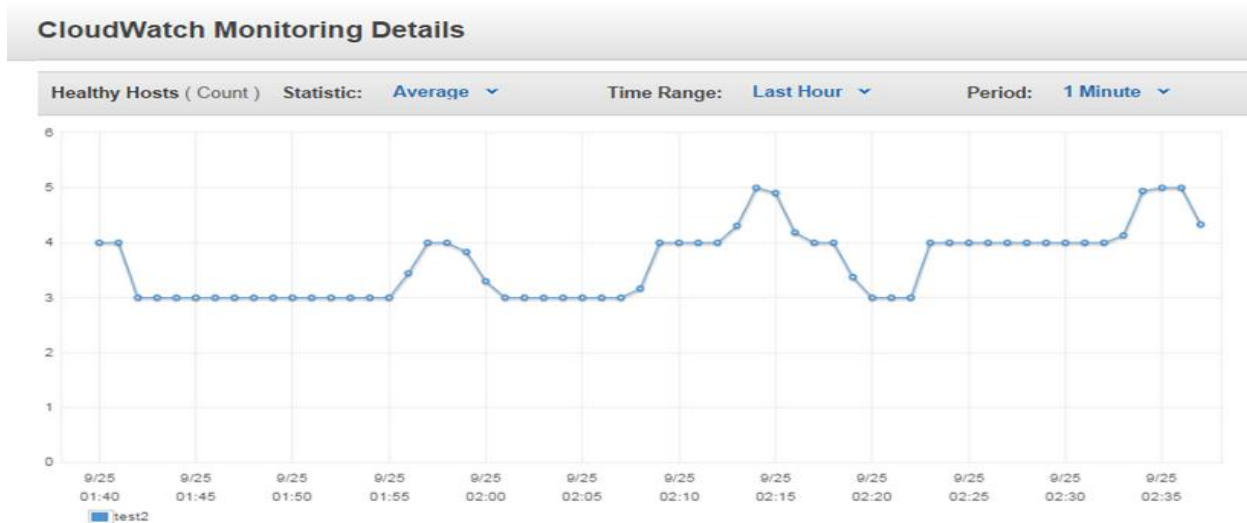 CloudWatch Monitoring Details
Healthy Hosts ( Count ) Statistic: Average Time Range: Last Hour Period: 1 Minute
6
5
4
3
2
1
0
9/25 9/25 9/25 9/25 9/25 9/25 9/25 9/25 9/25 9/25 9/25 9/25
01:40 01:45 01:50 01:55 02:00 02:05 02:10 02:15 02:20 02:25 02:30 02:35
test2